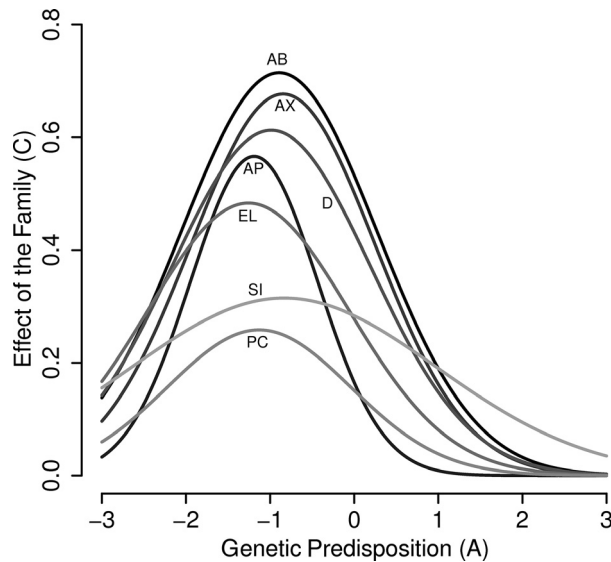 0.8
0.6
0.4
0.2
0.0
Effect of the Family (C)
AB
AX
AP
D
EL
SI
PC
−3 −2 −1 0 1 2 3
Genetic Predisposition (A)